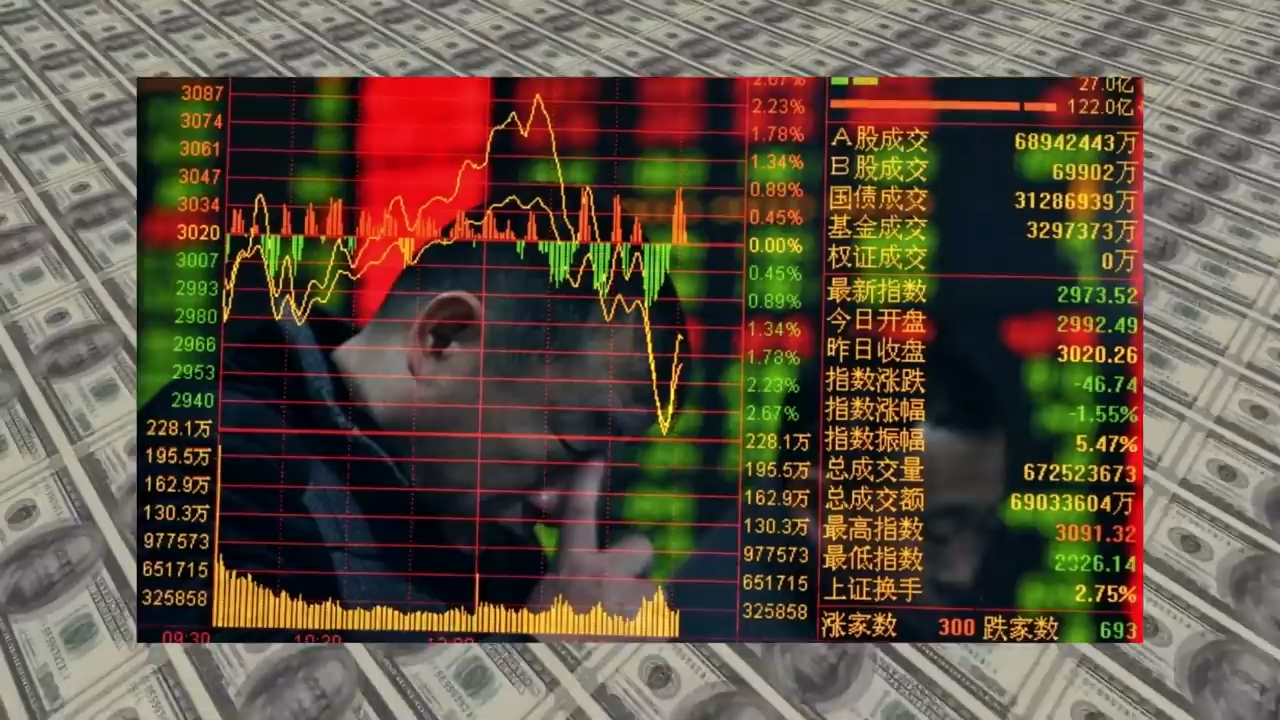 3087
3074
3061
3047
3034
3020
3007
2993
2980
2966
2953
2940
228.1万
195.5万
162.9万
130.3万
977573
651715
325858
2.67%
2.23%
1.78%
1.34%
0.89%
0.45%
0.00%
0.45%
0.89%
1.34%
1.78%
2.23%
2.67%
228.1万
195.5万
162.9万
130.3万
977573
651715
325858
27.0亿
122.0亿
A股成交 68942443万
B股成交 69902万
国债成交 31286939万
基金成交 3297373万
权证成交 0万
最新指数 2973.52
今日开盘 2992.49
昨日收盘 3020.26
指数涨跌 -46.74
指数涨幅 -1.55%
指数振幅 5.47%
总成交量 672523673
总成交额 69033604万
最高指数 3091.32
最低指数 2926.14
上证换手 2.75%
涨家数 300 跌家数 693
09:30